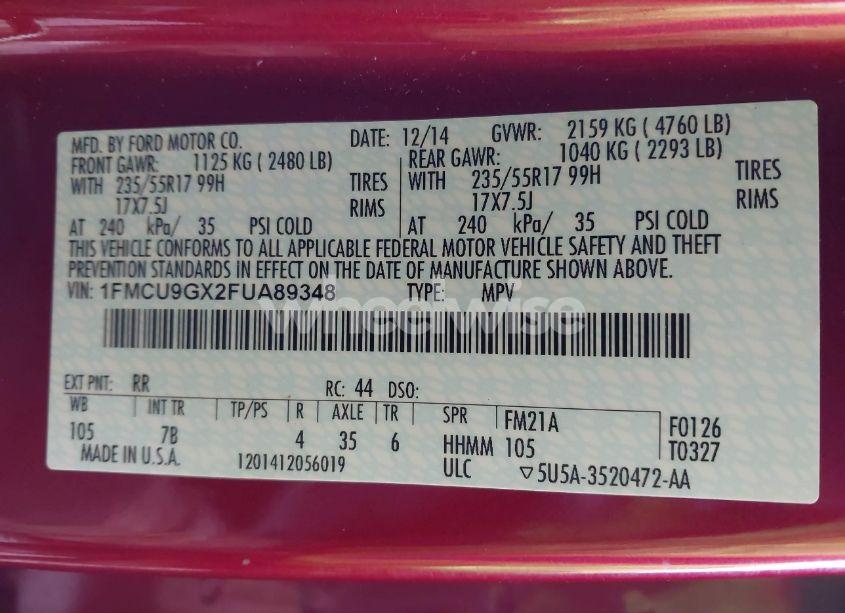 MFD. BY FORD MOTOR CO. DATE: 12/14 GVWR: 2159 KG ( 4760 LB)
FRONT GAWR: 1125 KG ( 2480 LB) REAR GAWR: 1040 KG ( 2293 LB)
WITH 235/55R17 99H TIRES WITH 235/55R17 99H TIRES
17X7.5J RIMS 17X7.5J RIMS
AT 240 kPa/ 35 PSI COLD AT 240 kPa/ 35 PSI COLD
THIS VEHICLE CONFORMS TO ALL APPLICABLE FEDERAL MOTOR VEHICLE SAFETY AND THEFT
PREVENTION STANDARDS IN EFFECT ON THE DATE OF MANUFACTURE SHOWN ABOVE.
VIN: 1FMCU9GX2FUA89348 TYPE: MPV
wheelwise
EXT PNT: RR RC: 44 DSO:
WB INT TR TP/PS R AXLE TR SPR FM21A F0126
105 7B 4 35 6 HHMM 105 T0327
MADE IN U.S.A. 1201412056019 ULC ▽5U5A-3520472-AA